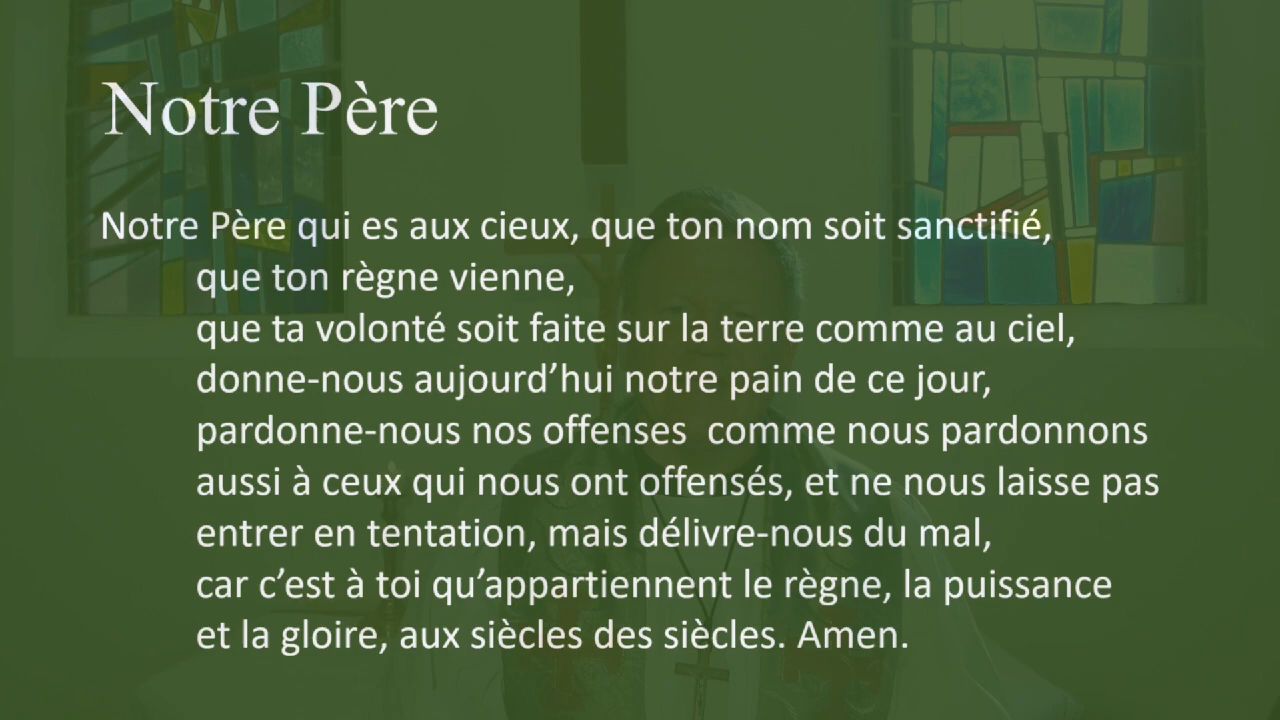 Notre Père
Notre Père qui es aux cieux, que ton nom soit sanctifié,
que ton règne vienne,
que ta volonté soit faite sur la terre comme au ciel,
donne-nous aujourd’hui notre pain de ce jour,
pardonne-nous nos offenses  comme nous pardonnons
aussi à ceux qui nous ont offensés, et ne nous laisse pas
entrer en tentation, mais délivre-nous du mal,
car c’est à toi qu’appartiennent le règne, la puissance
et la gloire, aux siècles des siècles. Amen.